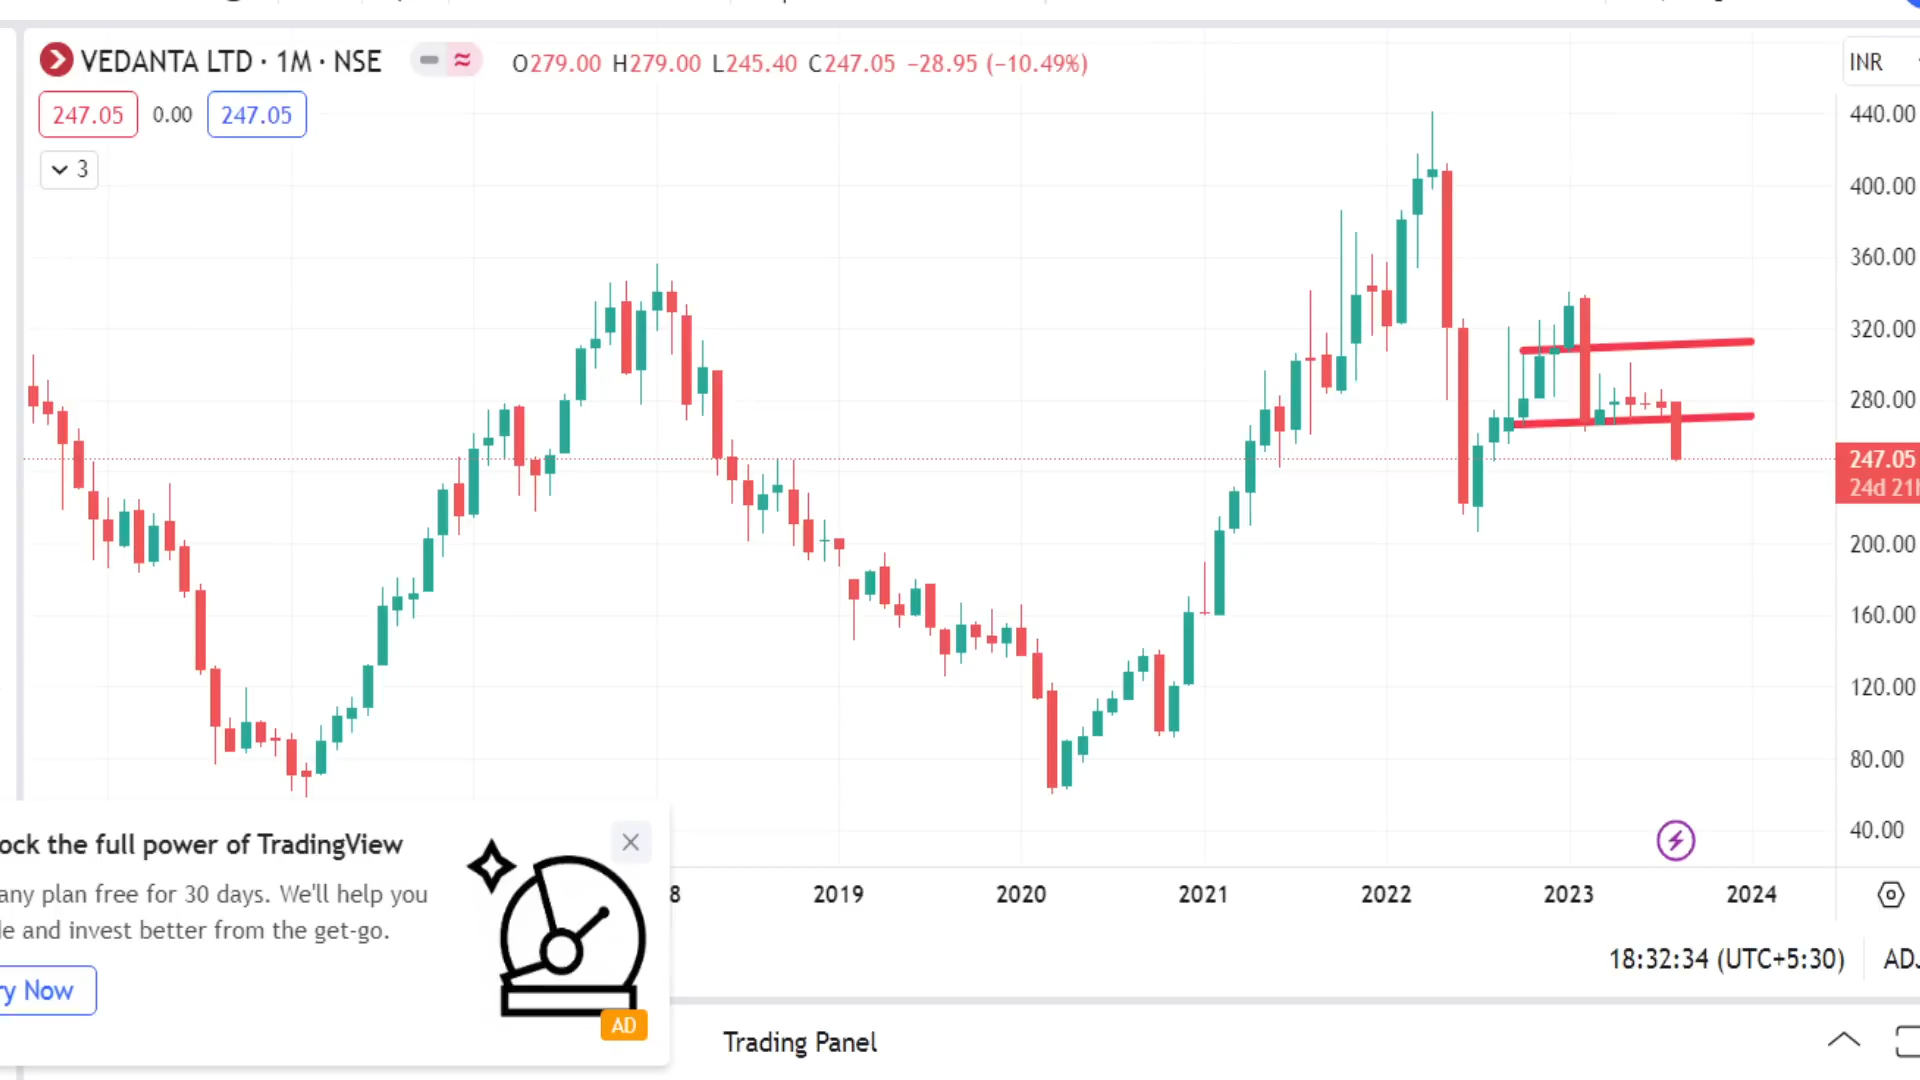 VEDANTA LTD · 1M · NSE
O279.00 H279.00 L245.40 C247.05 −28.95 (−10.49%)
INR
247.05 0.00 247.05
3
440.00
400.00
360.00
320.00
280.00
247.05
24d 21h
200.00
160.00
120.00
80.00
40.00
8 2019 2020 2021 2022 2023 2024
ock the full power of TradingView
any plan free for 30 days. We'll help you
le and invest better from the get-go.
ry Now
AD
18:32:34 (UTC+5:30)
ADJ
Trading Panel